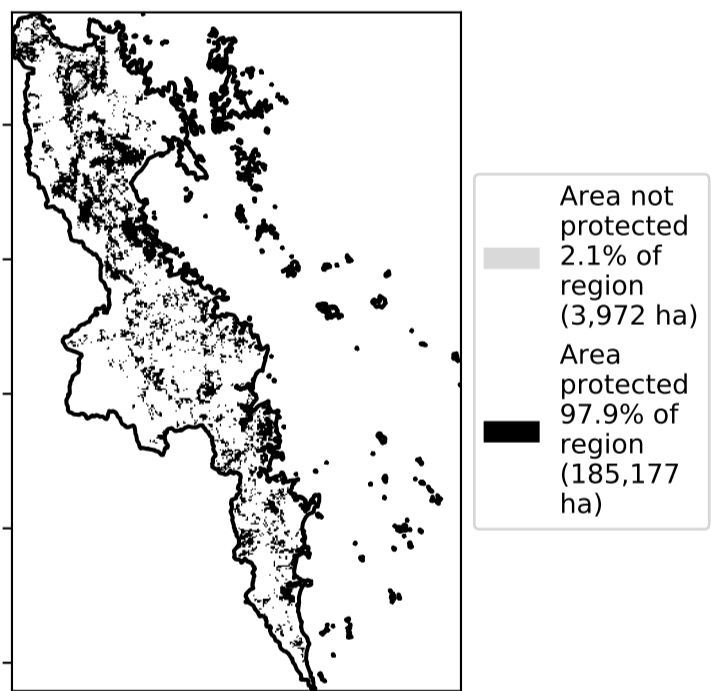 Area not
protected
2.1% of
region
(3,972 ha)
Area
protected
97.9% of
region
(185,177
ha)